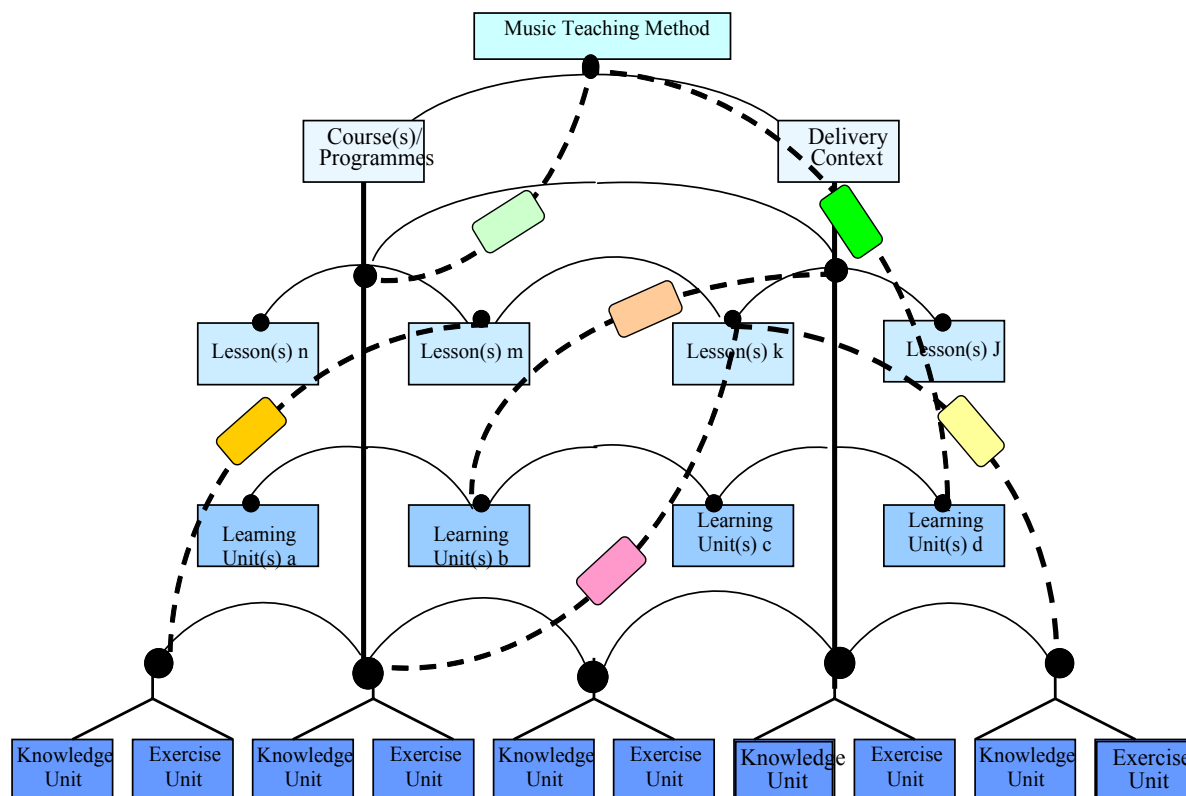 Music Teaching Method
Course(s)/
Programmes
Delivery
Context
Lesson(s) n
Lesson(s) m
Lesson(s) k
Lesson(s) J
Learning
Unit(s) a
Learning
Unit(s) b
Learning
Unit(s) c
Learning
Unit(s) d
Knowledge
Unit
Exercise
Unit
Knowledge
Unit
Exercise
Unit
Knowledge
Unit
Exercise
Unit
Knowledge
Unit
Exercise
Unit
Knowledge
Unit
Exercise
Unit